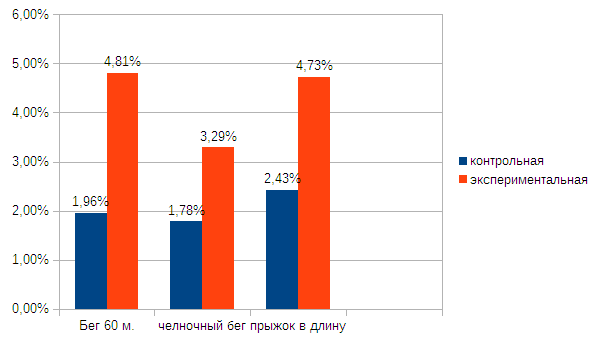 6,00%
5,00%
4,00%
3,00%
2,00%
1,00%
0,00%
4,81%
4,73%
3,29%
2,43%
1,96%
1,78%
контрольная
экспериментальная
Бег 60 м.
челночный бег
прыжок в длину